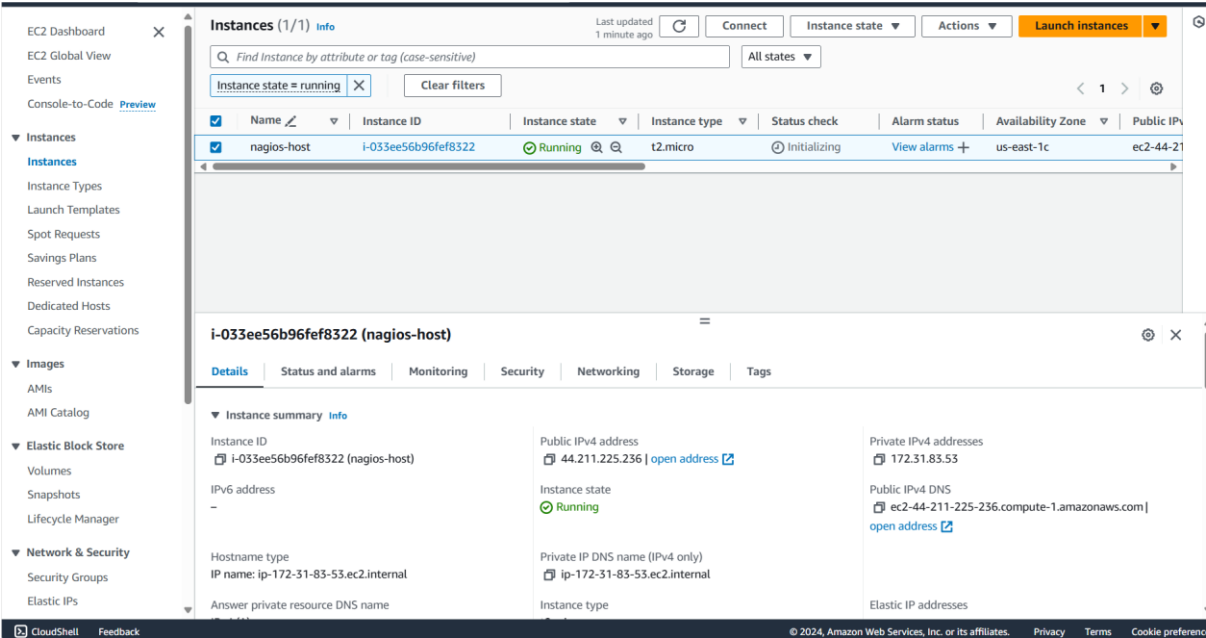 EC2 Dashboard
EC2 Global View
Events
Console-to-Code Preview
Instances
Instances
Instance Types
Launch Templates
Spot Requests
Savings Plans
Reserved Instances
Dedicated Hosts
Capacity Reservations
Images
AMIs
AMI Catalog
Elastic Block Store
Volumes
Snapshots
Lifecycle Manager
Network & Security
Security Groups
Elastic IPs
Instances (1/1) Info
Last updated
1 minute ago
Connect
Instance state
Actions
Launch instances
Find Instance by attribute or tag (case-sensitive)
All states
Instance state = running
Clear filters
1
Name Instance ID Instance state Instance type Status check Alarm status Availability Zone Public IPv
nagios-host i-033ee56b96fef8322 Running t2.micro Initializing View alarms + us-east-1c ec2-44-21
i-033ee56b96fef8322 (nagios-host)
Details Status and alarms Monitoring Security Networking Storage Tags
Instance summary Info
Instance ID
i-033ee56b96fef8322 (nagios-host)
Public IPv4 address
44.211.225.236 | open address
Private IPv4 addresses
172.31.83.53
IPv6 address
–
Instance state
Running
Public IPv4 DNS
ec2-44-211-225-236.compute-1.amazonaws.com |
open address
Hostname type
IP name: ip-172-31-83-53.ec2.internal
Private IP DNS name (IPv4 only)
ip-172-31-83-53.ec2.internal
Answer private resource DNS name
Instance type
Elastic IP addresses
CloudShell Feedback © 2024, Amazon Web Services, Inc. or its affiliates. Privacy Terms Cookie preference